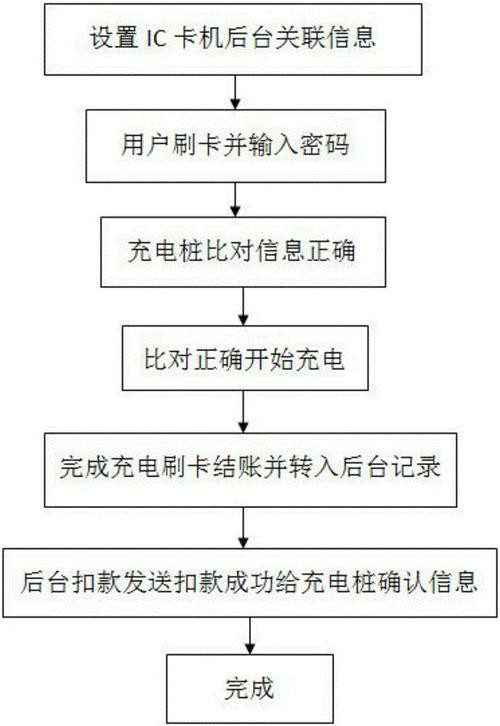 设置 IC 卡机后台关联信息
用户刷卡并输入密码
充电桩比对信息正确
比对正确开始充电
完成充电刷卡结账并转入后台记录
后台扣款发送扣款成功给充电桩确认信息
完成